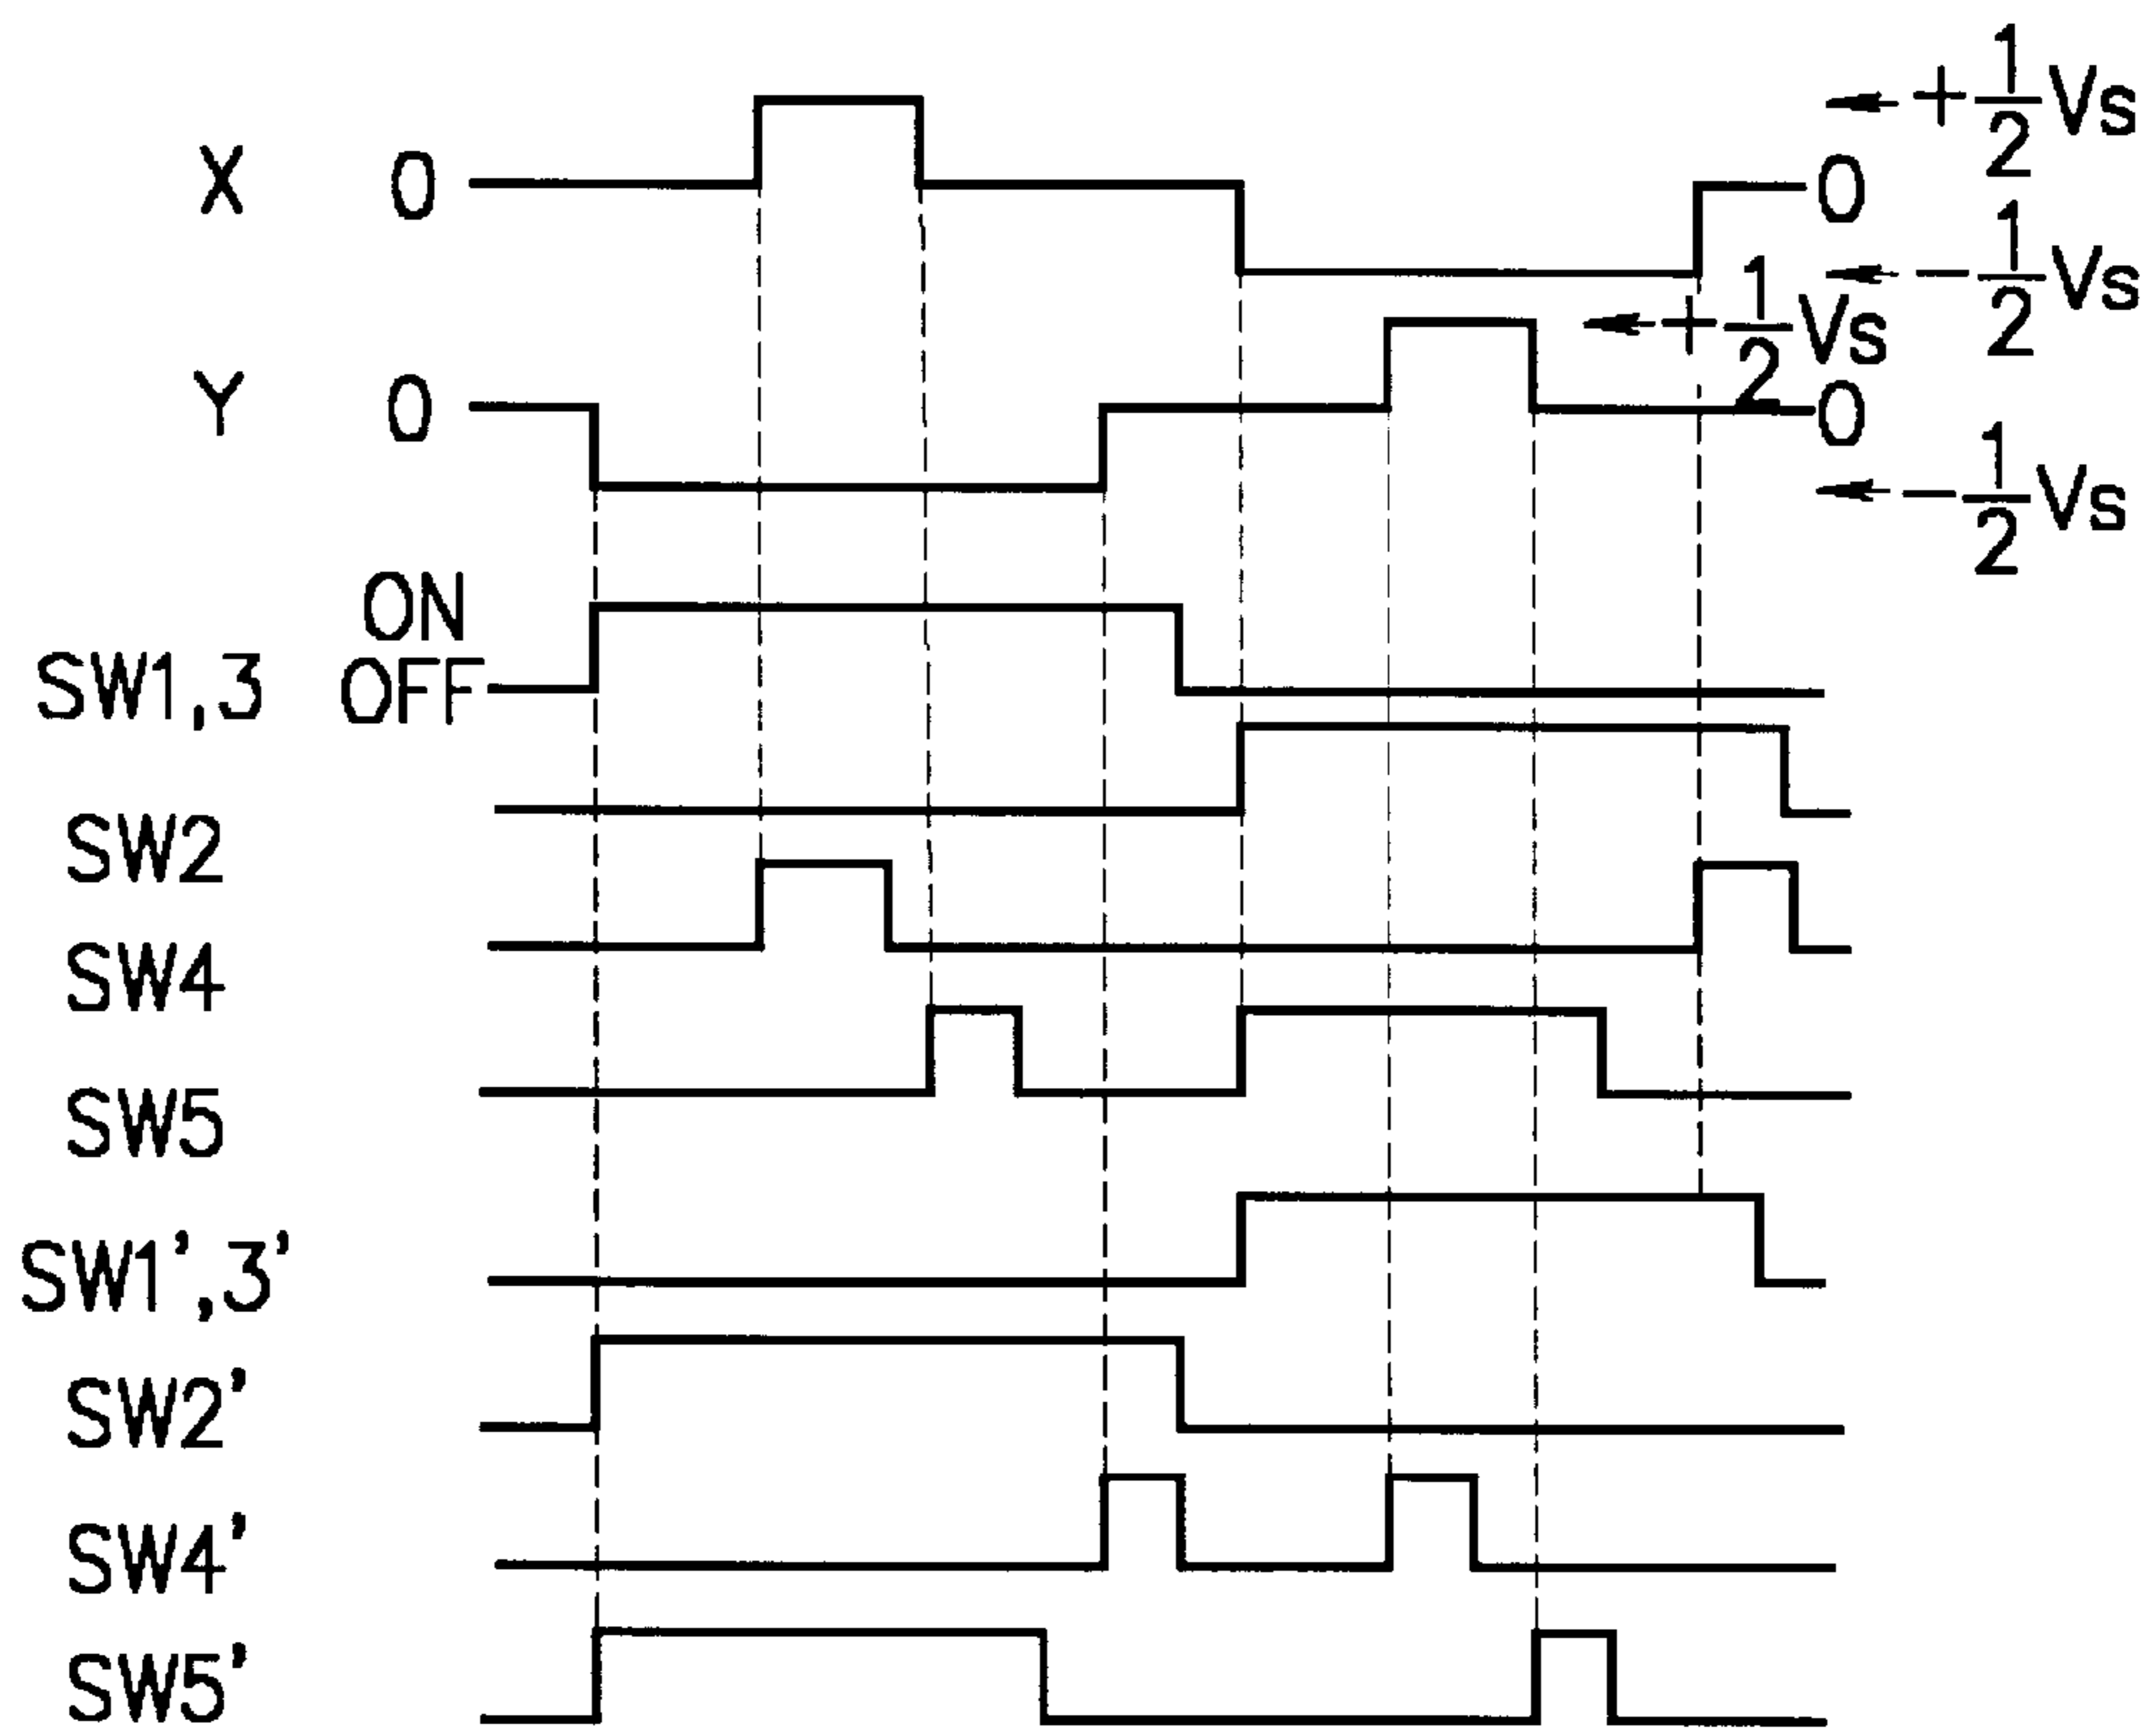 X 0 +1/2Vs
0
-1/2Vs
+1/2Vs
Y 0 0
-1/2Vs
ON
SW1,3 OFF
SW2
SW4
SW5
SW1',3'
SW2'
SW4'
SW5'